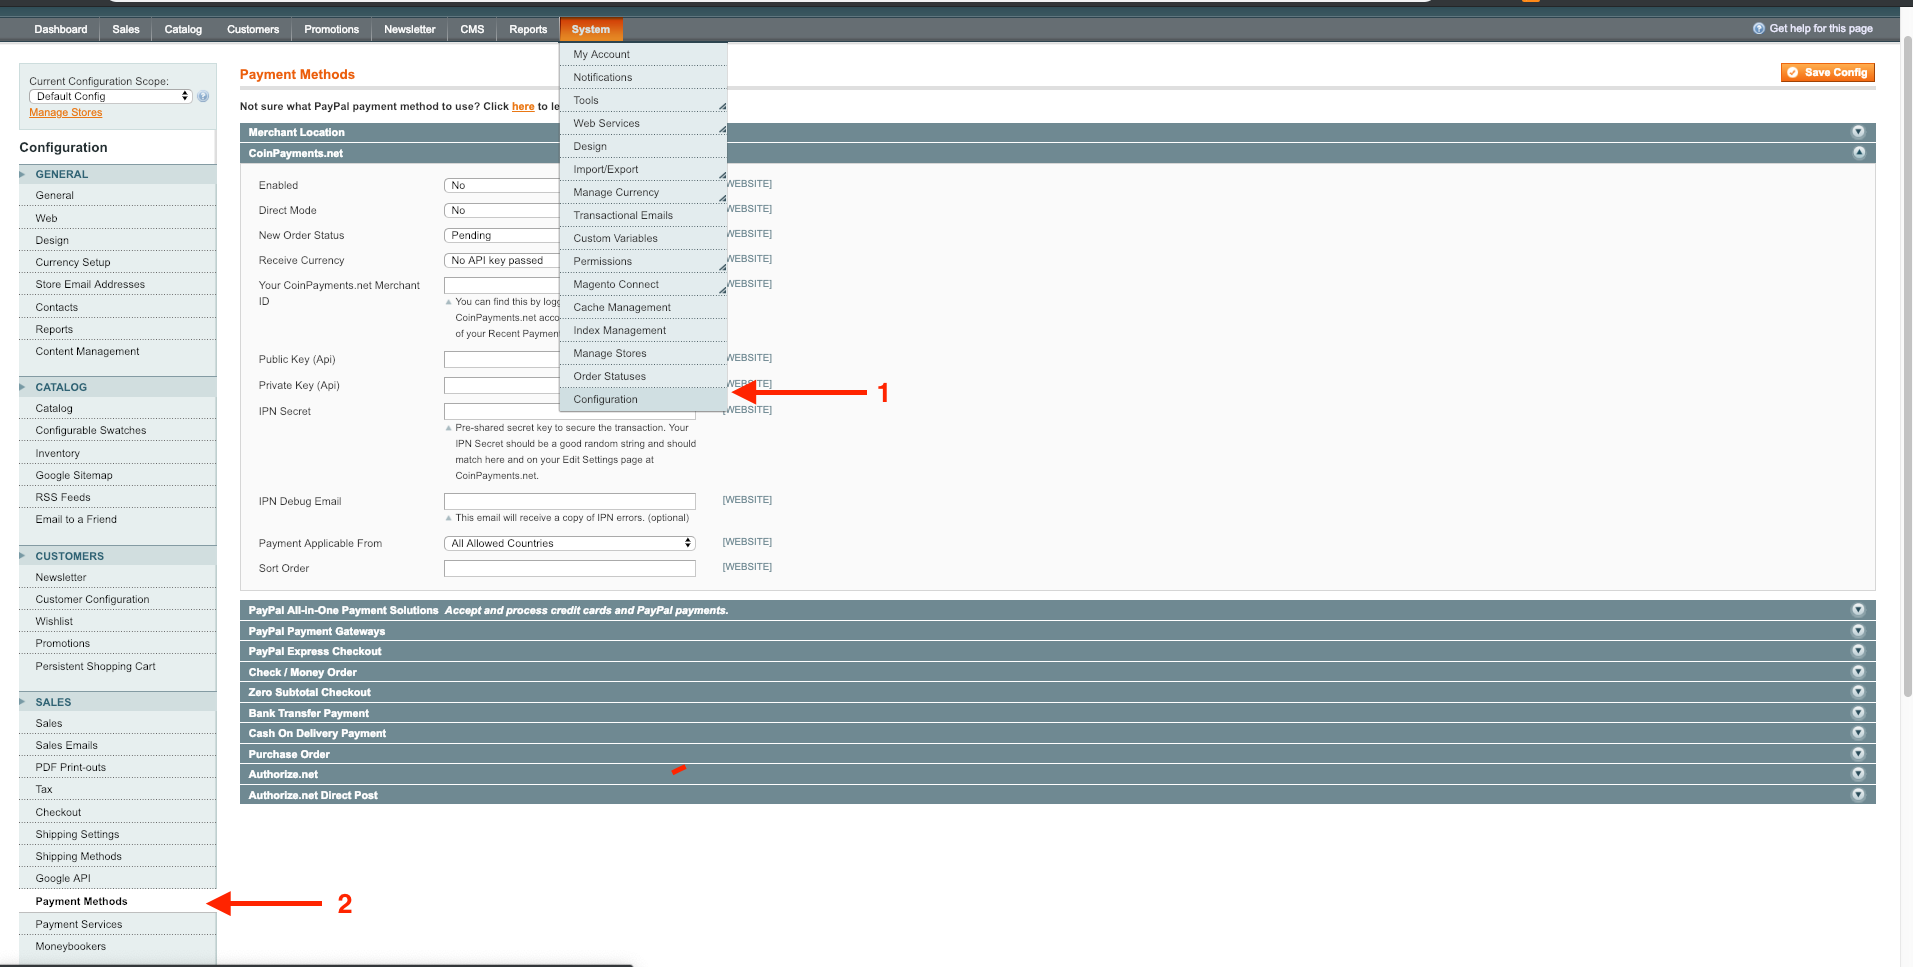 Dashboard Sales Catalog Customers Promotions Newsletter CMS Reports System Get help for this page
Current Configuration Scope:
Default Config
Manage Stores
Configuration
GENERAL
General
Web
Design
Currency Setup
Store Email Addresses
Contacts
Reports
Content Management
CATALOG
Catalog
Configurable Swatches
Inventory
Google Sitemap
RSS Feeds
Email to a Friend
CUSTOMERS
Newsletter
Customer Configuration
Wishlist
Promotions
Persistent Shopping Cart
SALES
Sales
Sales Emails
PDF Print-outs
Tax
Checkout
Shipping Settings
Shipping Methods
Google API
Payment Methods
2
Payment Services
Moneybookers
My Account
Notifications
Tools
Web Services
Design
Import/Export
Manage Currency
Transactional Emails
Custom Variables
Permissions
Magento Connect
Cache Management
Index Management
Manage Stores
Order Statuses
Configuration
1
Payment Methods
Save Config
Not sure what PayPal payment method to use? Click here to le
Merchant Location
CoinPayments.net
Enabled No WEBSITE]
Direct Mode No WEBSITE]
New Order Status Pending WEBSITE]
Receive Currency No API key passed WEBSITE]
Your CoinPayments.net Merchant WEBSITE]
ID
You can find this by logg
CoinPayments.net acco
of your Recent Paymen
Public Key (Api) WEBSITE]
Private Key (Api) WEBSITE]
IPN Secret [WEBSITE]
Pre-shared secret key to secure the transaction. Your
IPN Secret should be a good random string and should
match here and on your Edit Settings page at
CoinPayments.net.
IPN Debug Email [WEBSITE]
This email will receive a copy of IPN errors. (optional)
Payment Applicable From All Allowed Countries [WEBSITE]
Sort Order [WEBSITE]
PayPal All-in-One Payment Solutions Accept and process credit cards and PayPal payments.
PayPal Payment Gateways
PayPal Express Checkout
Check / Money Order
Zero Subtotal Checkout
Bank Transfer Payment
Cash On Delivery Payment
Purchase Order
Authorize.net
Authorize.net Direct Post